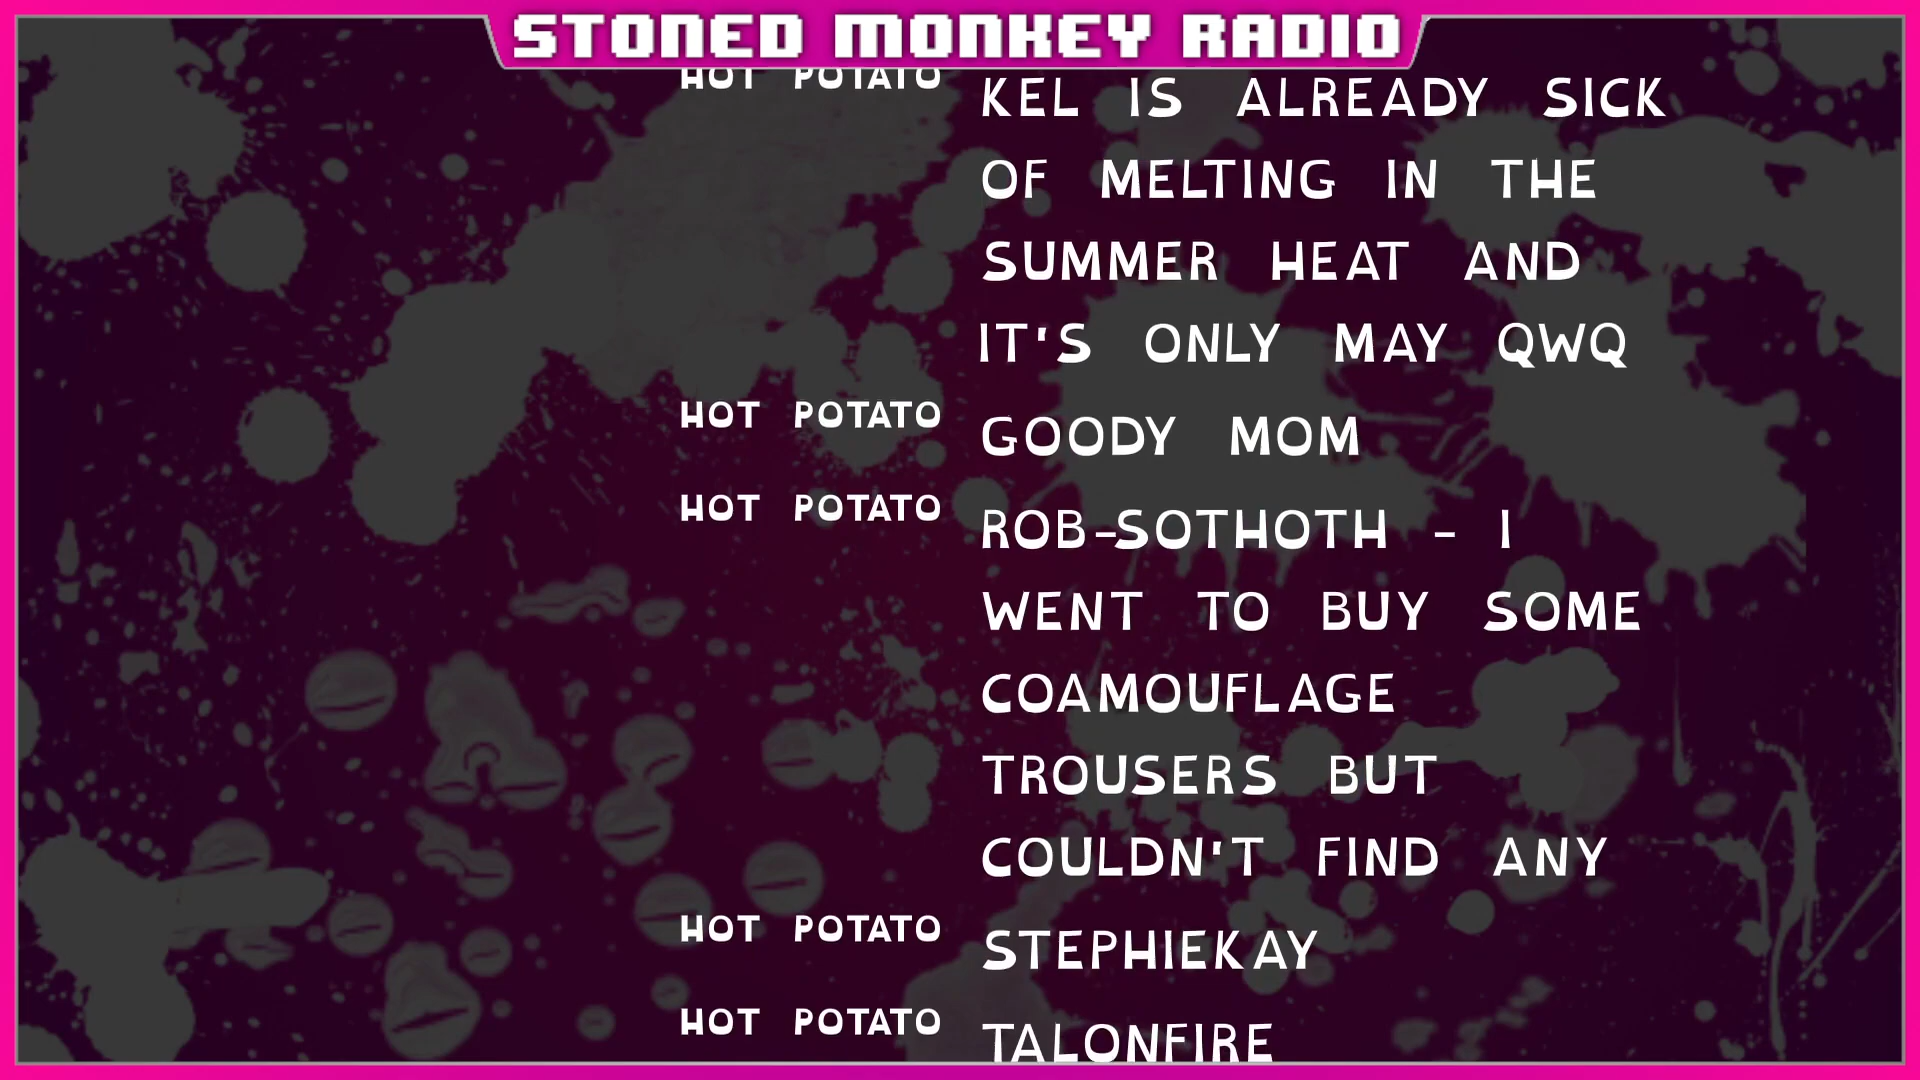 STONED MONKEY RADIO
HOT POTATO KEL IS ALREADY SICK
OF MELTING IN THE
SUMMER HEAT AND
IT'S ONLY MAY QWQ
HOT POTATO GOODY MOM
HOT POTATO ROB-SOTHOTH - I
WENT TO BUY SOME
COAMOUFLAGE
TROUSERS BUT
COULDN'T FIND ANY
HOT POTATO STEPHIEKAY
HOT POTATO TALONFIRE